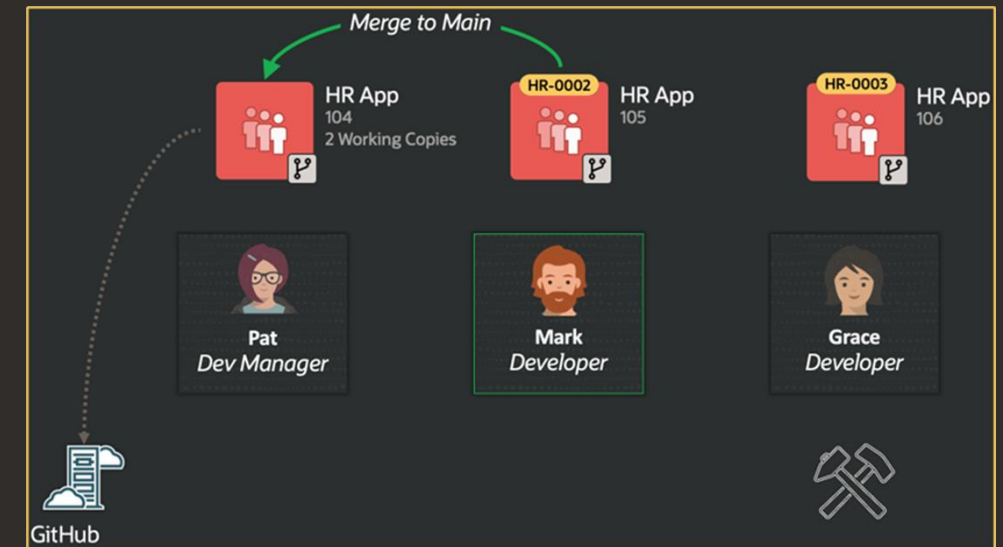 Merge to Main
HR App
104
2 Working Copies
HR-0002
HR App
105
HR-0003
HR App
106
Pat
Dev Manager
Mark
Developer
Grace
Developer
GitHub